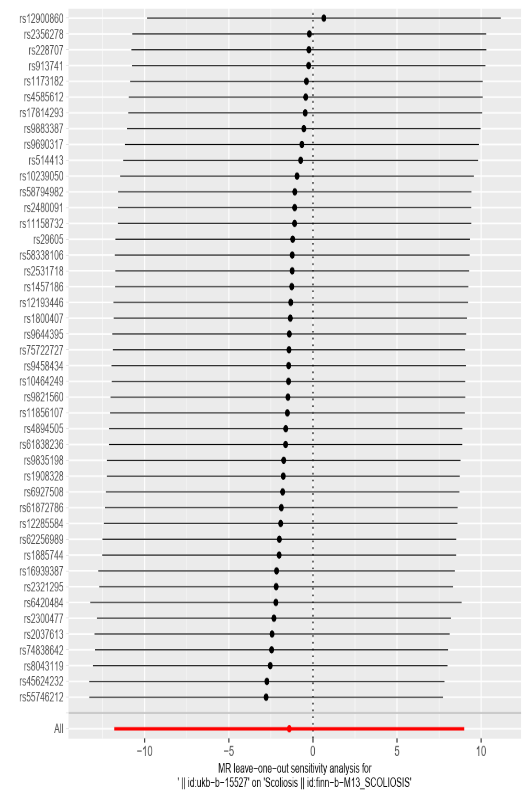 rs12900860
rs2356278
rs228707
rs913741
rs1173182
rs4585612
rs17814293
rs9883387
rs9690317
rs514413
rs10239050
rs58794982
rs2480091
rs11158732
rs29605
rs58338106
rs2531718
rs1457186
rs12193446
rs1800407
rs9644395
rs75722727
rs9458434
rs10464249
rs9821560
rs11856107
rs4894505
rs61838236
rs9835198
rs1908328
rs6927508
rs61872786
rs12285584
rs62256989
rs1885744
rs16939387
rs2321295
rs6420484
rs2300477
rs2037613
rs74838642
rs8043119
rs45624232
rs55746212
All
−10 −5 0 5 10
MR leave−one−out sensitivity analysis for
' || id:ukb−b−15527' on 'Scoliosis || id:finn−b−M13_SCOLIOSIS'